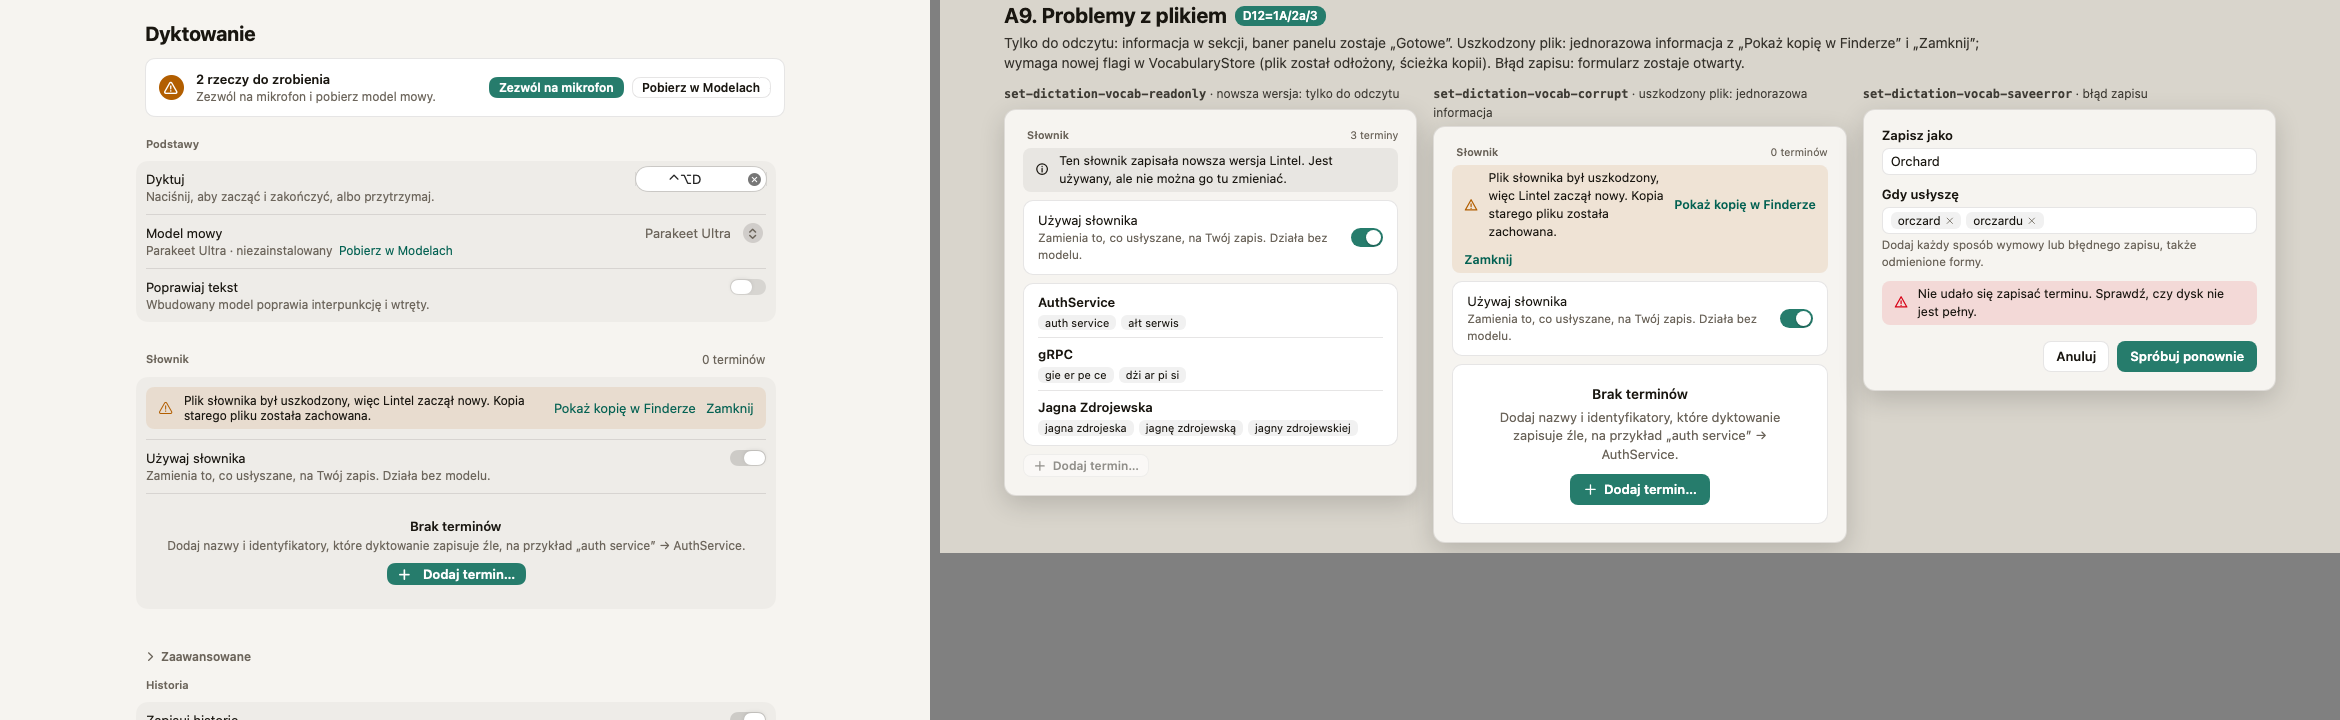 Dyktowanie
2 rzeczy do zrobienia
Zezwól na mikrofon i pobierz model mowy.
Zezwól na mikrofon
Pobierz w Modelach
Podstawy
Dyktuj
Naciśnij, aby zacząć i zakończyć, albo przytrzymaj.
⌃⌥D
Model mowy
Parakeet Ultra · niezainstalowany Pobierz w Modelach
Parakeet Ultra
Poprawiaj tekst
Wbudowany model poprawia interpunkcję i wtręty.
Słownik
0 terminów
Plik słownika był uszkodzony, więc Lintel zaczął nowy. Kopia
starego pliku została zachowana.
Pokaż kopię w Finderze
Zamknij
Używaj słownika
Zamienia to, co usłyszane, na Twój zapis. Działa bez modelu.
Brak terminów
Dodaj nazwy i identyfikatory, które dyktowanie zapisuje źle, na przykład „auth service” → AuthService.
+ Dodaj termin...
Zaawansowane
Historia
A9. Problemy z plikiem D12=1A/2a/3
Tylko do odczytu: informacja w sekcji, baner panelu zostaje „Gotowe”. Uszkodzony plik: jednorazowa informacja z „Pokaż kopię w Finderze” i „Zamknij”;
wymaga nowej flagi w VocabularyStore (plik został odłożony, ścieżka kopii). Błąd zapisu: formularz zostaje otwarty.
set-dictation-vocab-readonly · nowsza wersja: tylko do odczytu
Słownik
3 terminy
Ten słownik zapisała nowsza wersja Lintel. Jest
używany, ale nie można go tu zmieniać.
Używaj słownika
Zamienia to, co usłyszane, na Twój zapis. Działa bez
modelu.
AuthService
auth service
ałt serwis
gRPC
gie er pe ce
dżi ar pi si
Jagna Zdrojewska
jagna zdrojeska
jagnę zdrojewską
jagny zdrojewskiej
+ Dodaj termin...
set-dictation-vocab-corrupt · uszkodzony plik: jednorazowa
informacja
Słownik
0 terminów
Plik słownika był uszkodzony,
więc Lintel zaczął nowy. Kopia
starego pliku została
zachowana.
Pokaż kopię w Finderze
Zamknij
Używaj słownika
Zamienia to, co usłyszane, na Twój zapis. Działa bez
modelu.
Brak terminów
Dodaj nazwy i identyfikatory, które dyktowanie
zapisuje źle, na przykład „auth service” →
AuthService.
+ Dodaj termin...
set-dictation-vocab-saveerror · błąd zapisu
Zapisz jako
Orchard
Gdy usłyszę
orczard ×
orczardu ×
Dodaj każdy sposób wymowy lub błędnego zapisu, także
odmienione formy.
Nie udało się zapisać terminu. Sprawdź, czy dysk nie
jest pełny.
Anuluj
Spróbuj ponownie